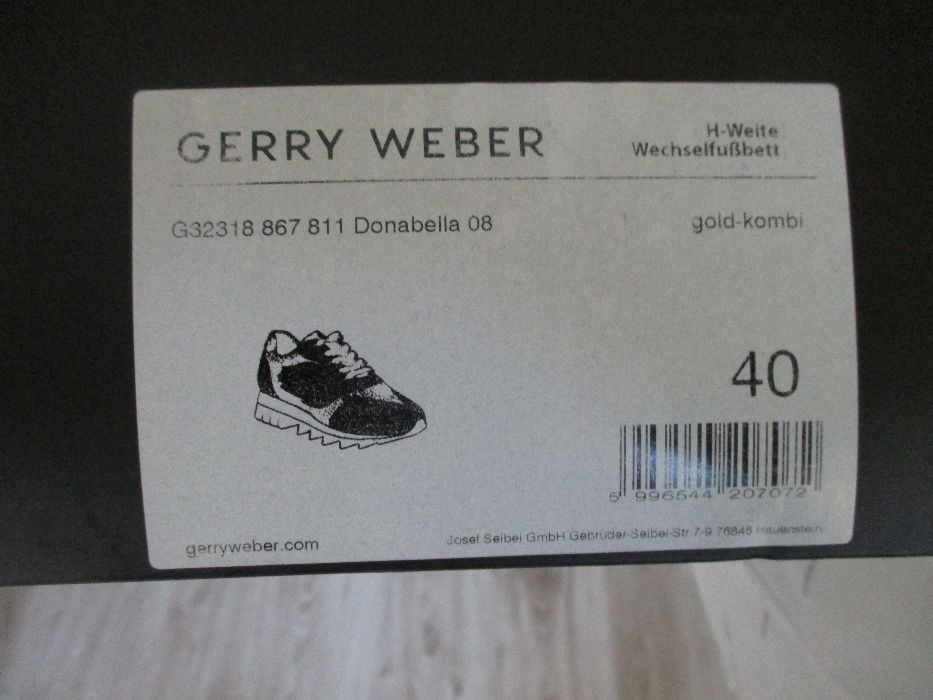 GERRY WEBER
H-Weite
Wechselfußbett
G32318 867 811 Donabella 08
gold-kombi
40
5 996544 207072
gerryweber.com
Josef Seibel GmbH Gebruder-Seibel-Str 7-9 76846 Hauenstein